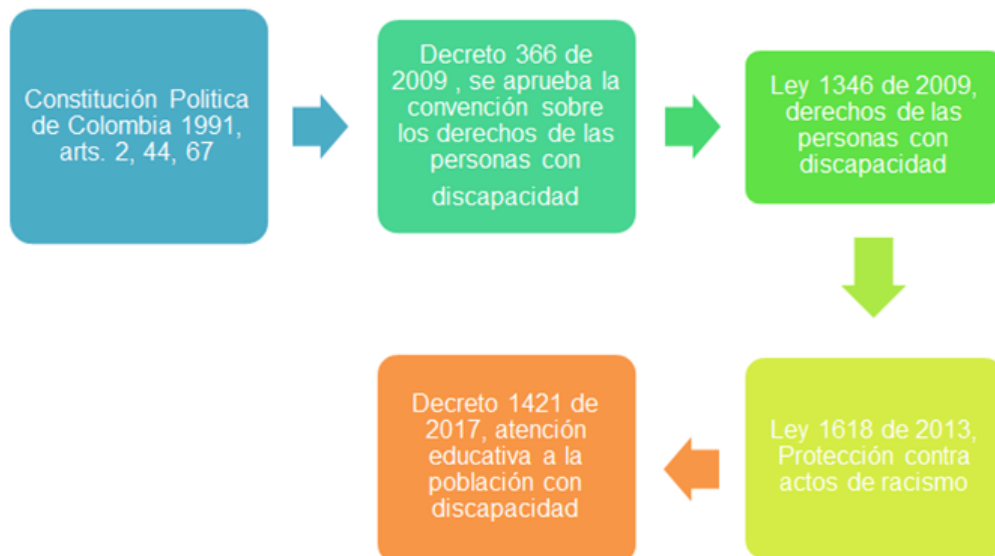 Constitución Politica
de Colombia 1991,
arts. 2, 44, 67
Decreto 366 de
2009 , se aprueba la
convención sobre
los derechos de las
personas con
discapacidad
Ley 1346 de 2009,
derechos de las
personas con
discapacidad
Ley 1618 de 2013,
Protección contra
actos de racismo
Decreto 1421 de
2017, atención
educativa a la
población con
discapacidad